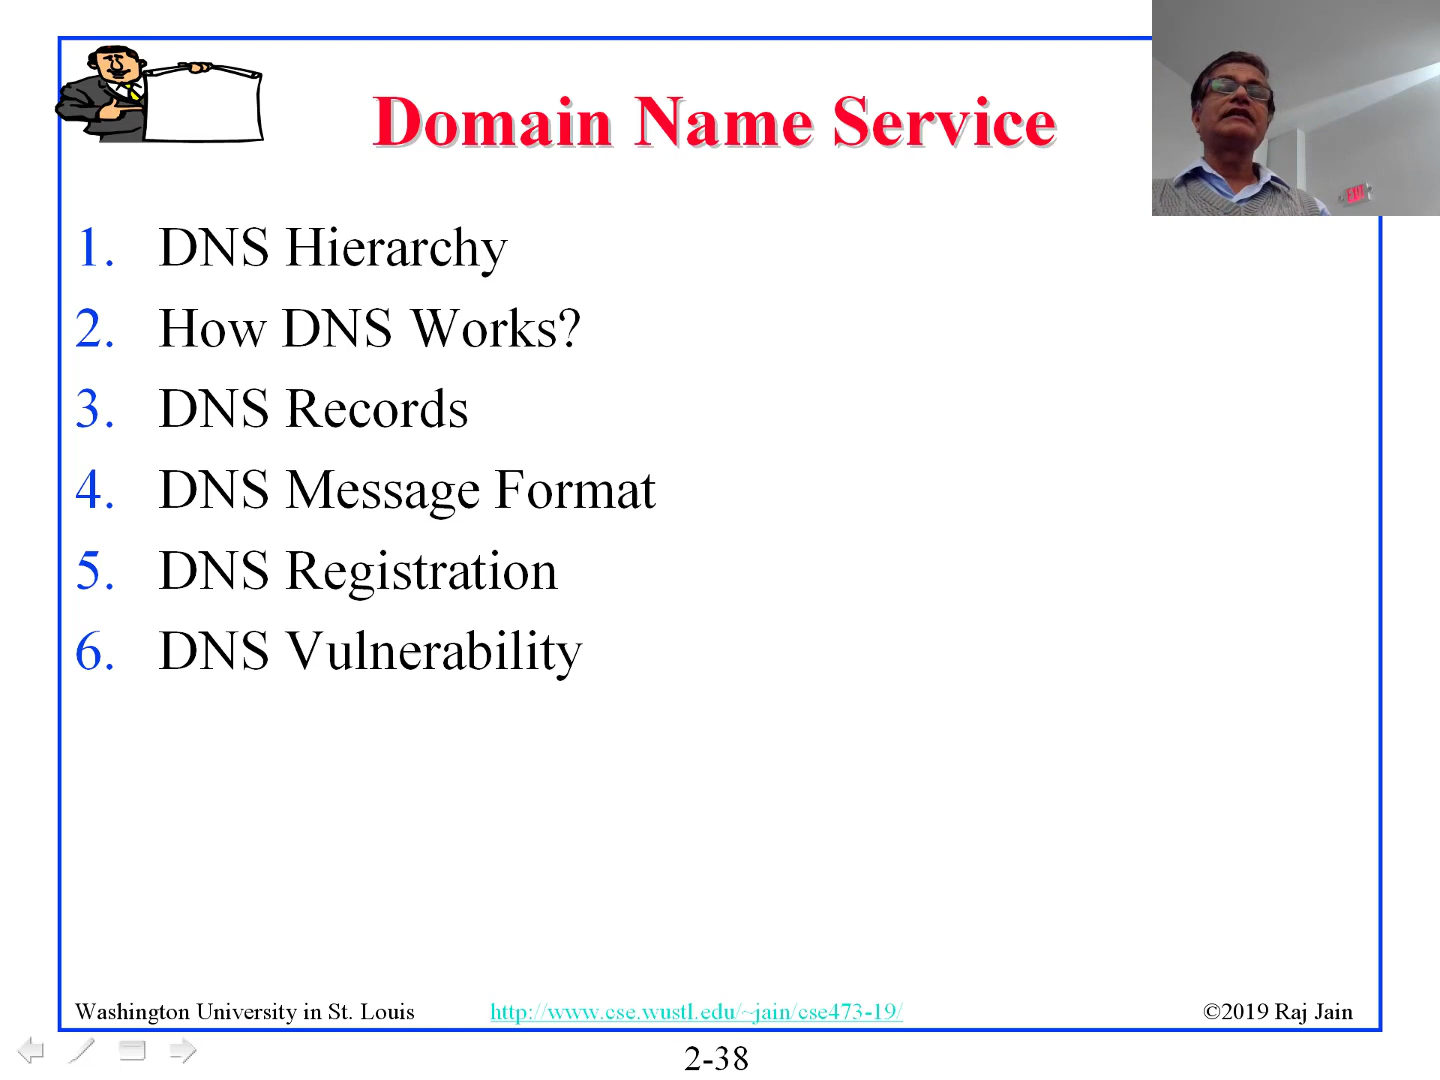 Domain Name Service
1. DNS Hierarchy
2. How DNS Works?
3. DNS Records
4. DNS Message Format
5. DNS Registration
6. DNS Vulnerability
EXIT
Washington University in St. Louis
http://www.cse.wustl.edu/~jain/cse473-19/
©2019 Raj Jain
2-38